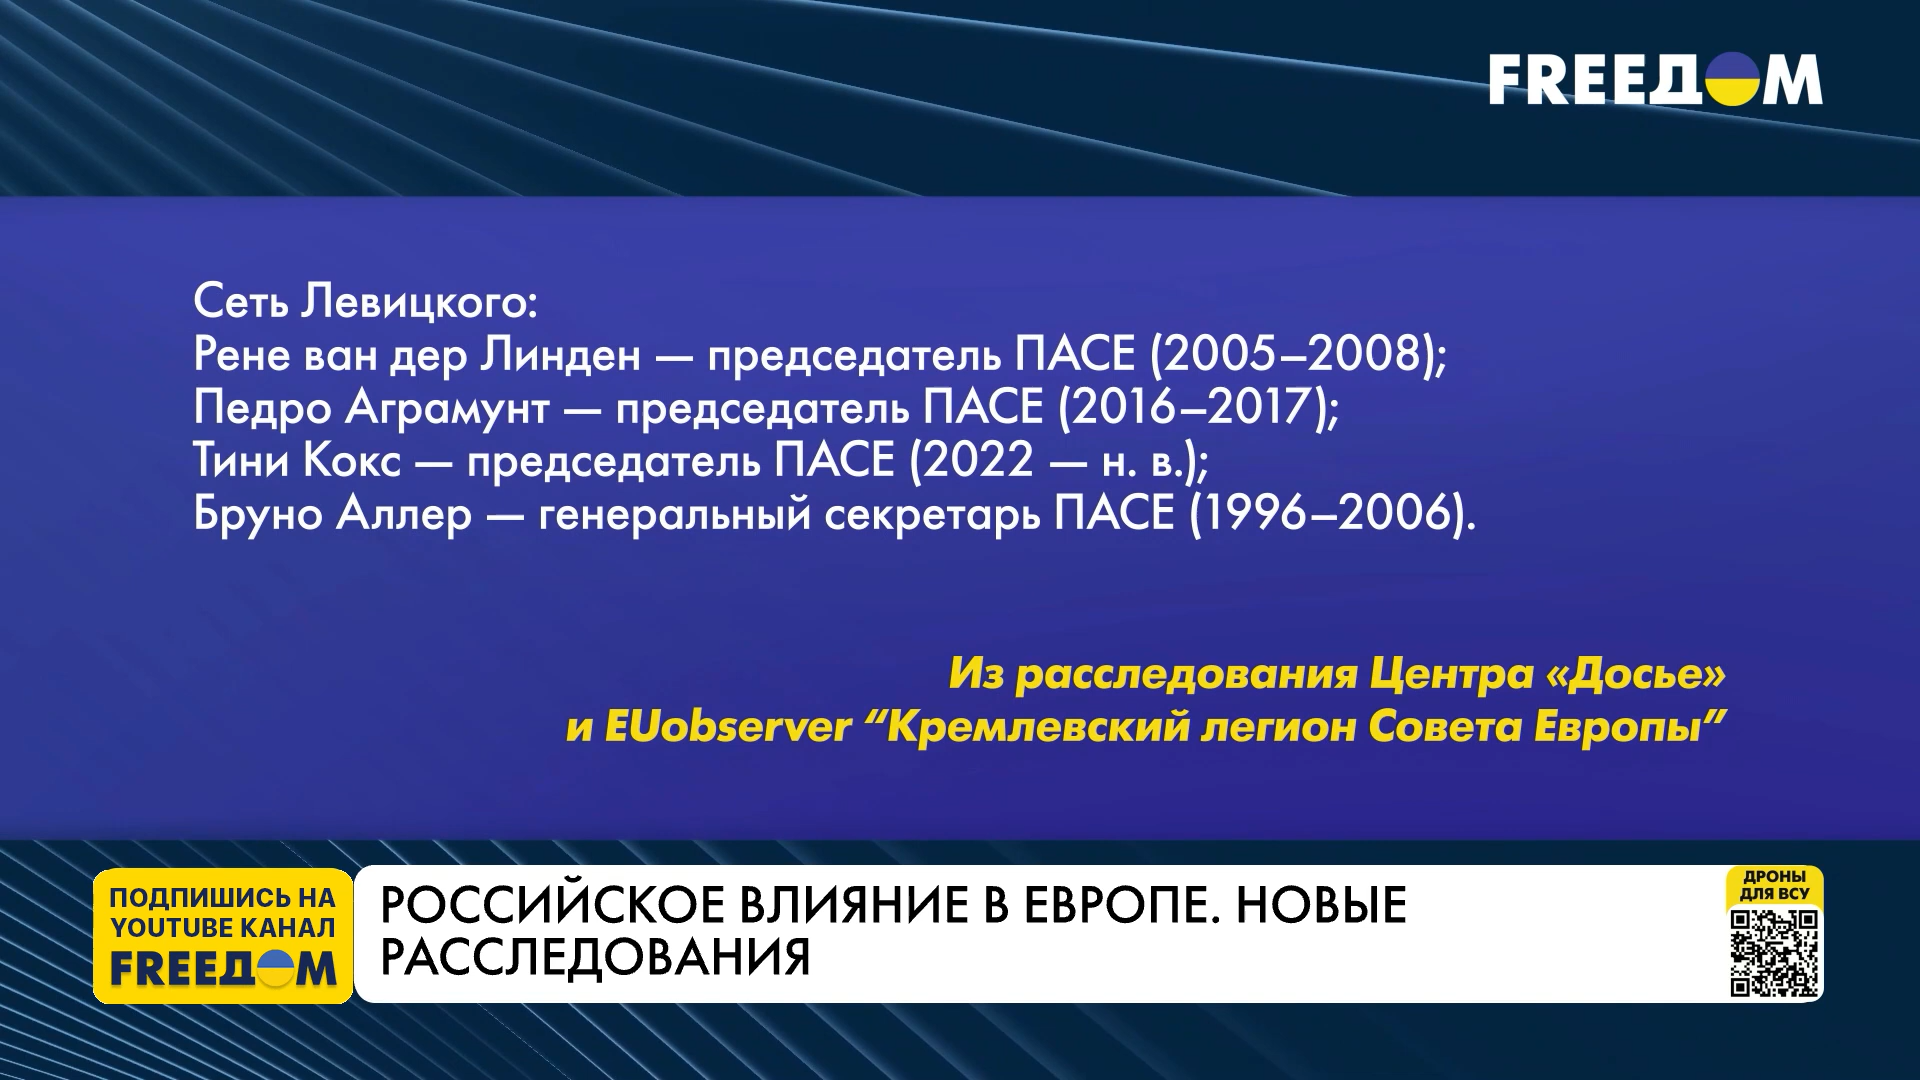 FREEДOM
Сеть Левицкого:
Рене ван дер Линден — председатель ПАСЕ (2005–2008);
Педро Аграмунт — председатель ПАСЕ (2016–2017);
Тини Кокс — председатель ПАСЕ (2022 — н. в.);
Бруно Аллер — генеральный секретарь ПАСЕ (1996–2006).
Из расследования Центра «Досье»
и EUobserver “Кремлевский легион Совета Европы”
ПОДПИШИСЬ НА
YOUTUBE КАНАЛ
FREEДOM
РОССИЙСКОЕ ВЛИЯНИЕ В ЕВРОПЕ. НОВЫЕ
РАССЛЕДОВАНИЯ
ДРОНЫ
ДЛЯ ВСУ